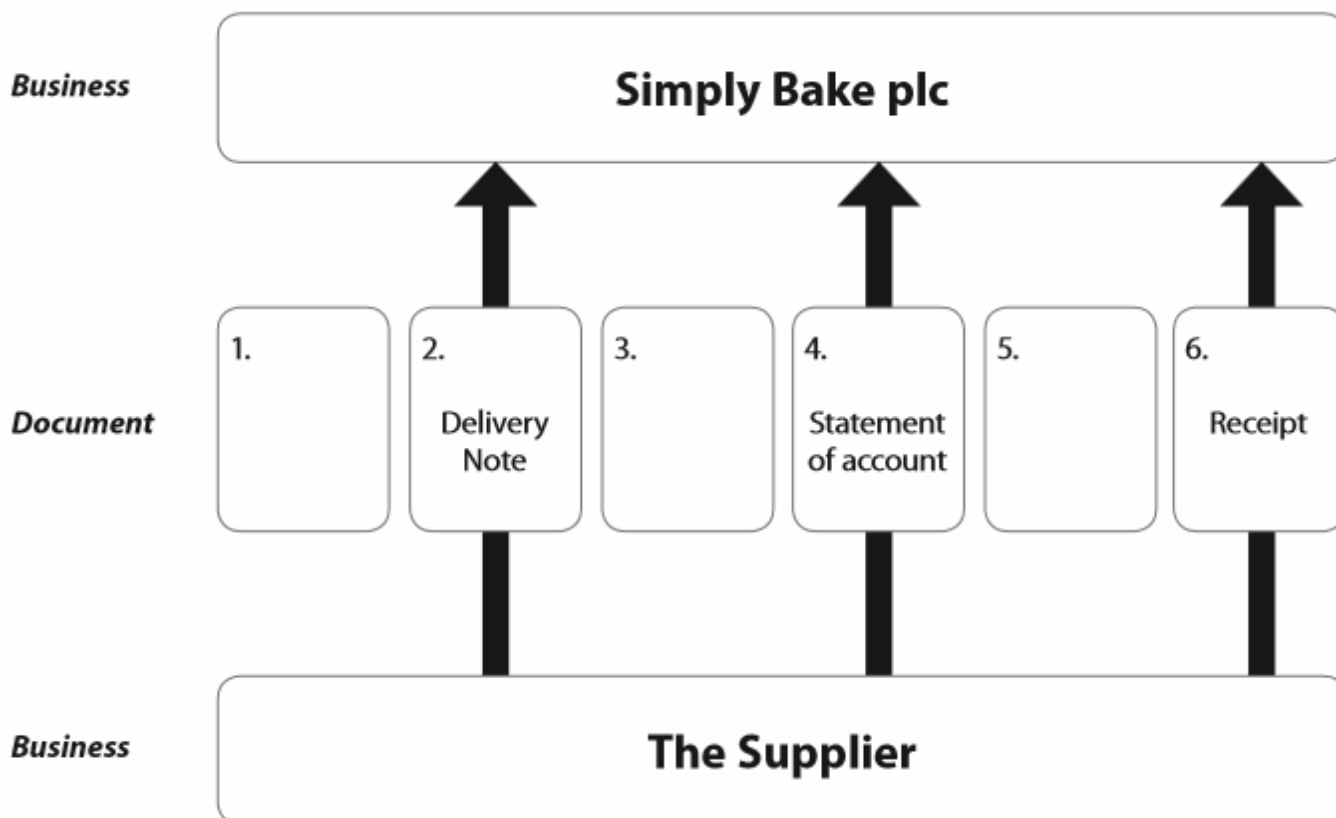 Business
Simply Bake plc
Document
1.
2.
Delivery
Note
3.
4.
Statement
of account
5.
6.
Receipt
Business
The Supplier